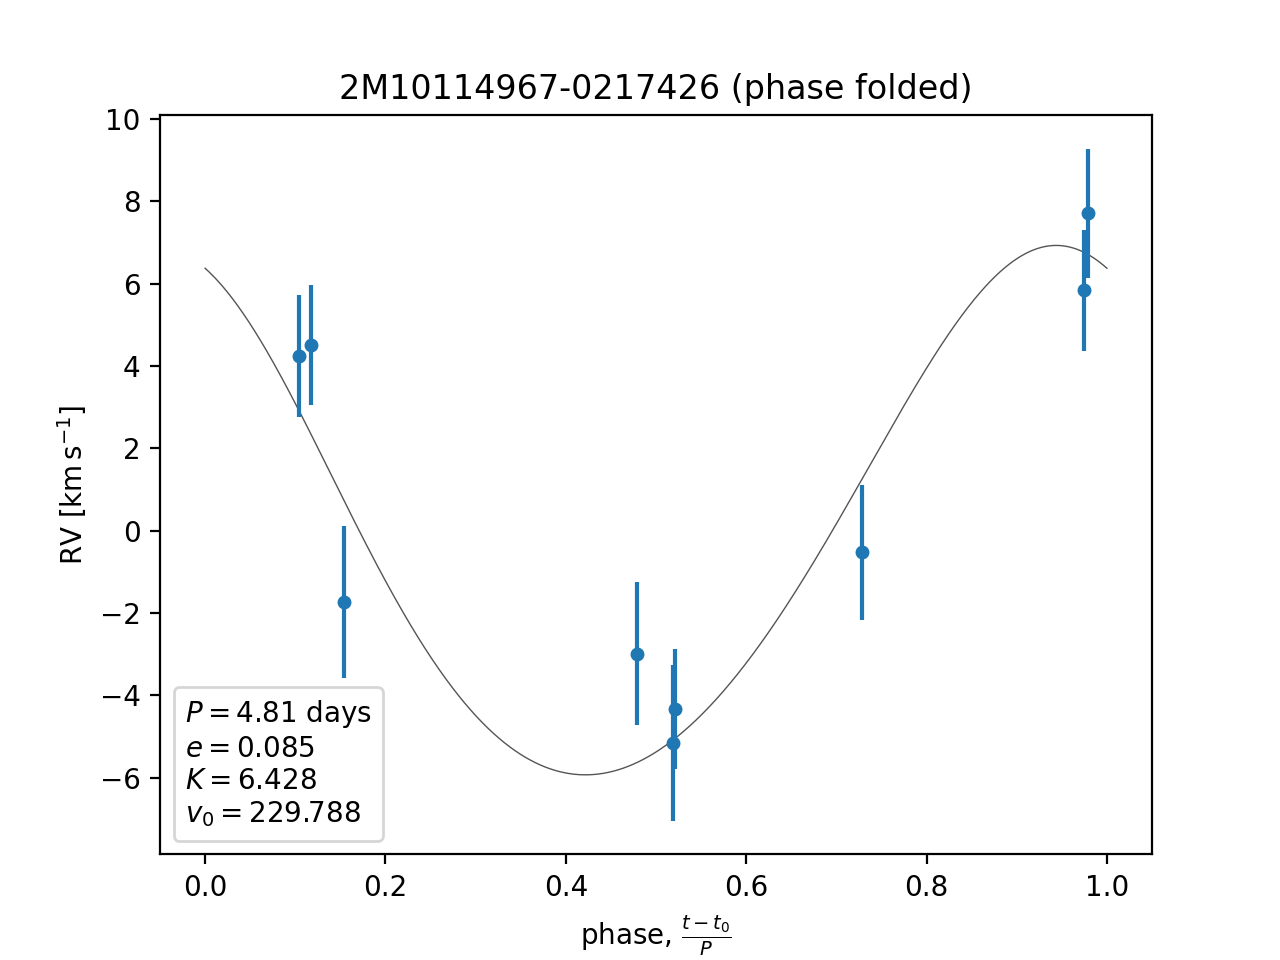 2M10114967-0217426 (phase folded)
10
8
6
4
2
0
−2
−4
−6
RV [km s⁻¹]
P = 4.81 days
e = 0.085
K = 6.428
v₀ = 229.788
0.0 0.2 0.4 0.6 0.8 1.0
phase, (t − t₀)/P